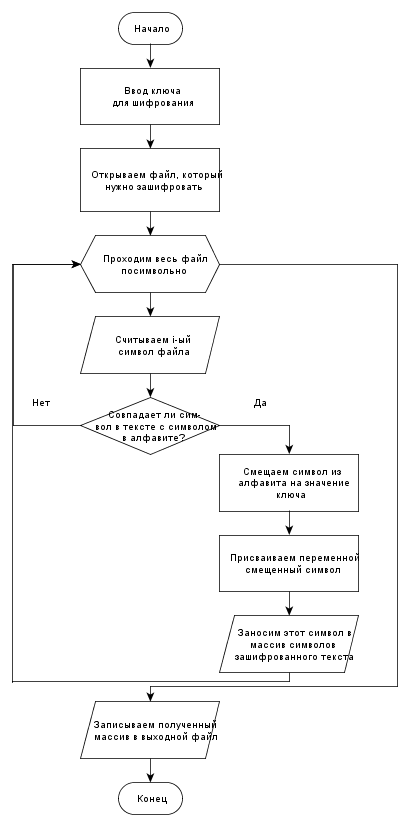 Начало
Ввод ключа
для шифрования
Открываем файл, который
нужно зашифровать
Проходим весь файл
посимвольно
Считываем i-ый
символ файла
Нет
Совпадает ли сим-
вол в тексте с символом
в алфавите?
Да
Смещаем символ из
алфавита на значение
ключа
Присваиваем переменной
смещенный символ
Заносим этот символ в
массив символов
зашифрованного текста
Записываем полученный
массив в выходной файл
Конец